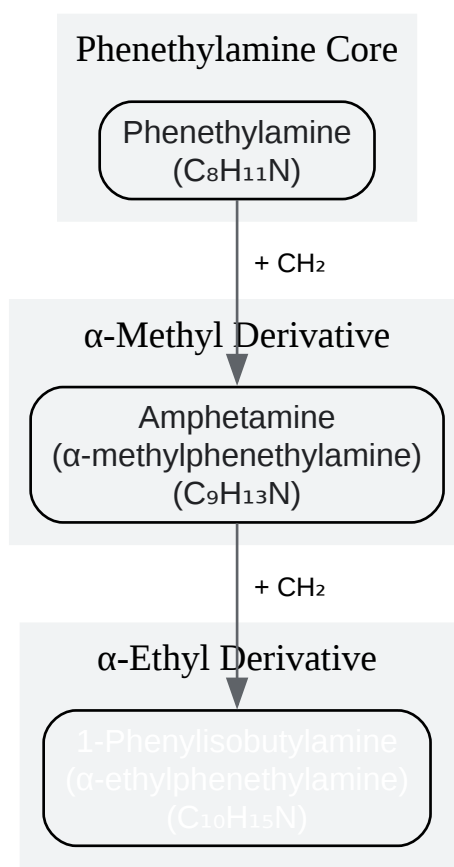 Phenethylamine Core
Phenethylamine
(C₈H₁₁N)
+ CH₂
α-Methyl Derivative
Amphetamine
(α-methylphenethylamine)
(C₉H₁₃N)
+ CH₂
α-Ethyl Derivative
1-Phenylisobutylamine
(α-ethylphenethylamine)
(C₁₀H₁₅N)